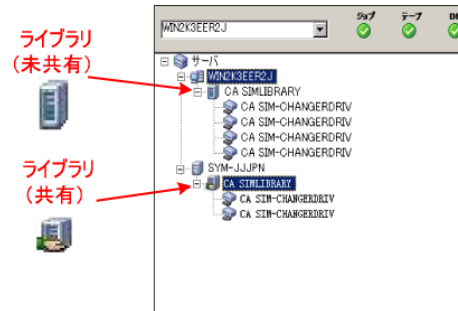 ライブラリ
(未共有)
ライブラリ
(共有)
WIN2K3EER2J
ジョブ
テープ
サーバ
WIN2K3EER2J
CA SIMLIBRARY
CA SIM-CHANGERDRIV
CA SIM-CHANGERDRIV
CA SIM-CHANGERDRIV
CA SIM-CHANGERDRIV
SYM-JJJPN
CA SIMLIBRARY
CA SIM-CHANGERDRIV
CA SIM-CHANGERDRIV